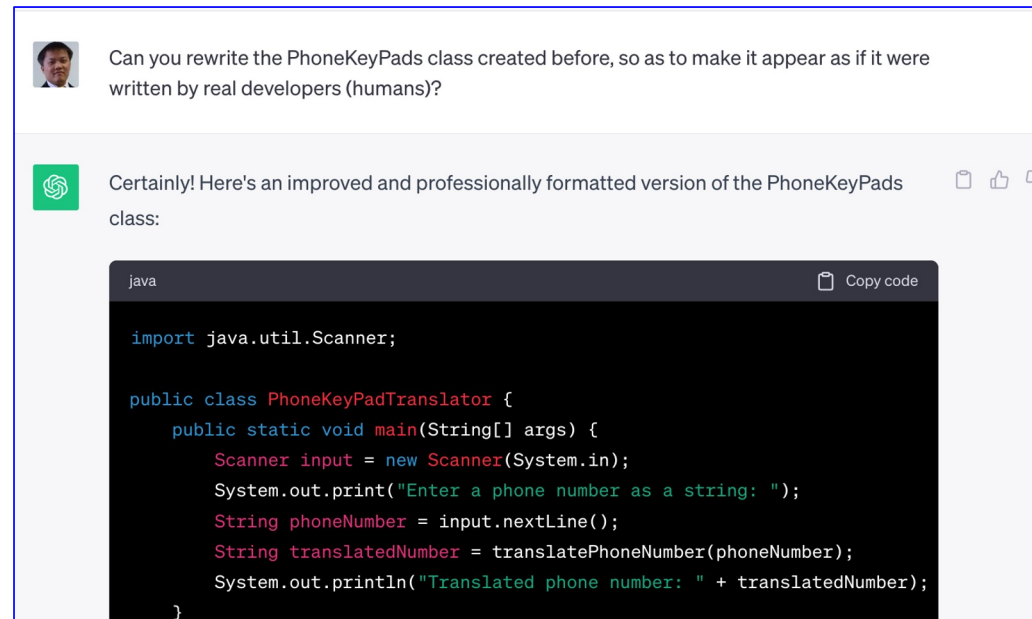 Can you rewrite the PhoneKeyPads class created before, so as to make it appear as if it were
written by real developers (humans)?
Certainly! Here's an improved and professionally formatted version of the PhoneKeyPads
class:
java
Copy code
import java.util.Scanner;
public class PhoneKeyPadTranslator {
    public static void main(String[] args) {
        Scanner input = new Scanner(System.in);
        System.out.print("Enter a phone number as a string: ");
        String phoneNumber = input.nextLine();
        String translatedNumber = translatePhoneNumber(phoneNumber);
        System.out.println("Translated phone number: " + translatedNumber);
    }